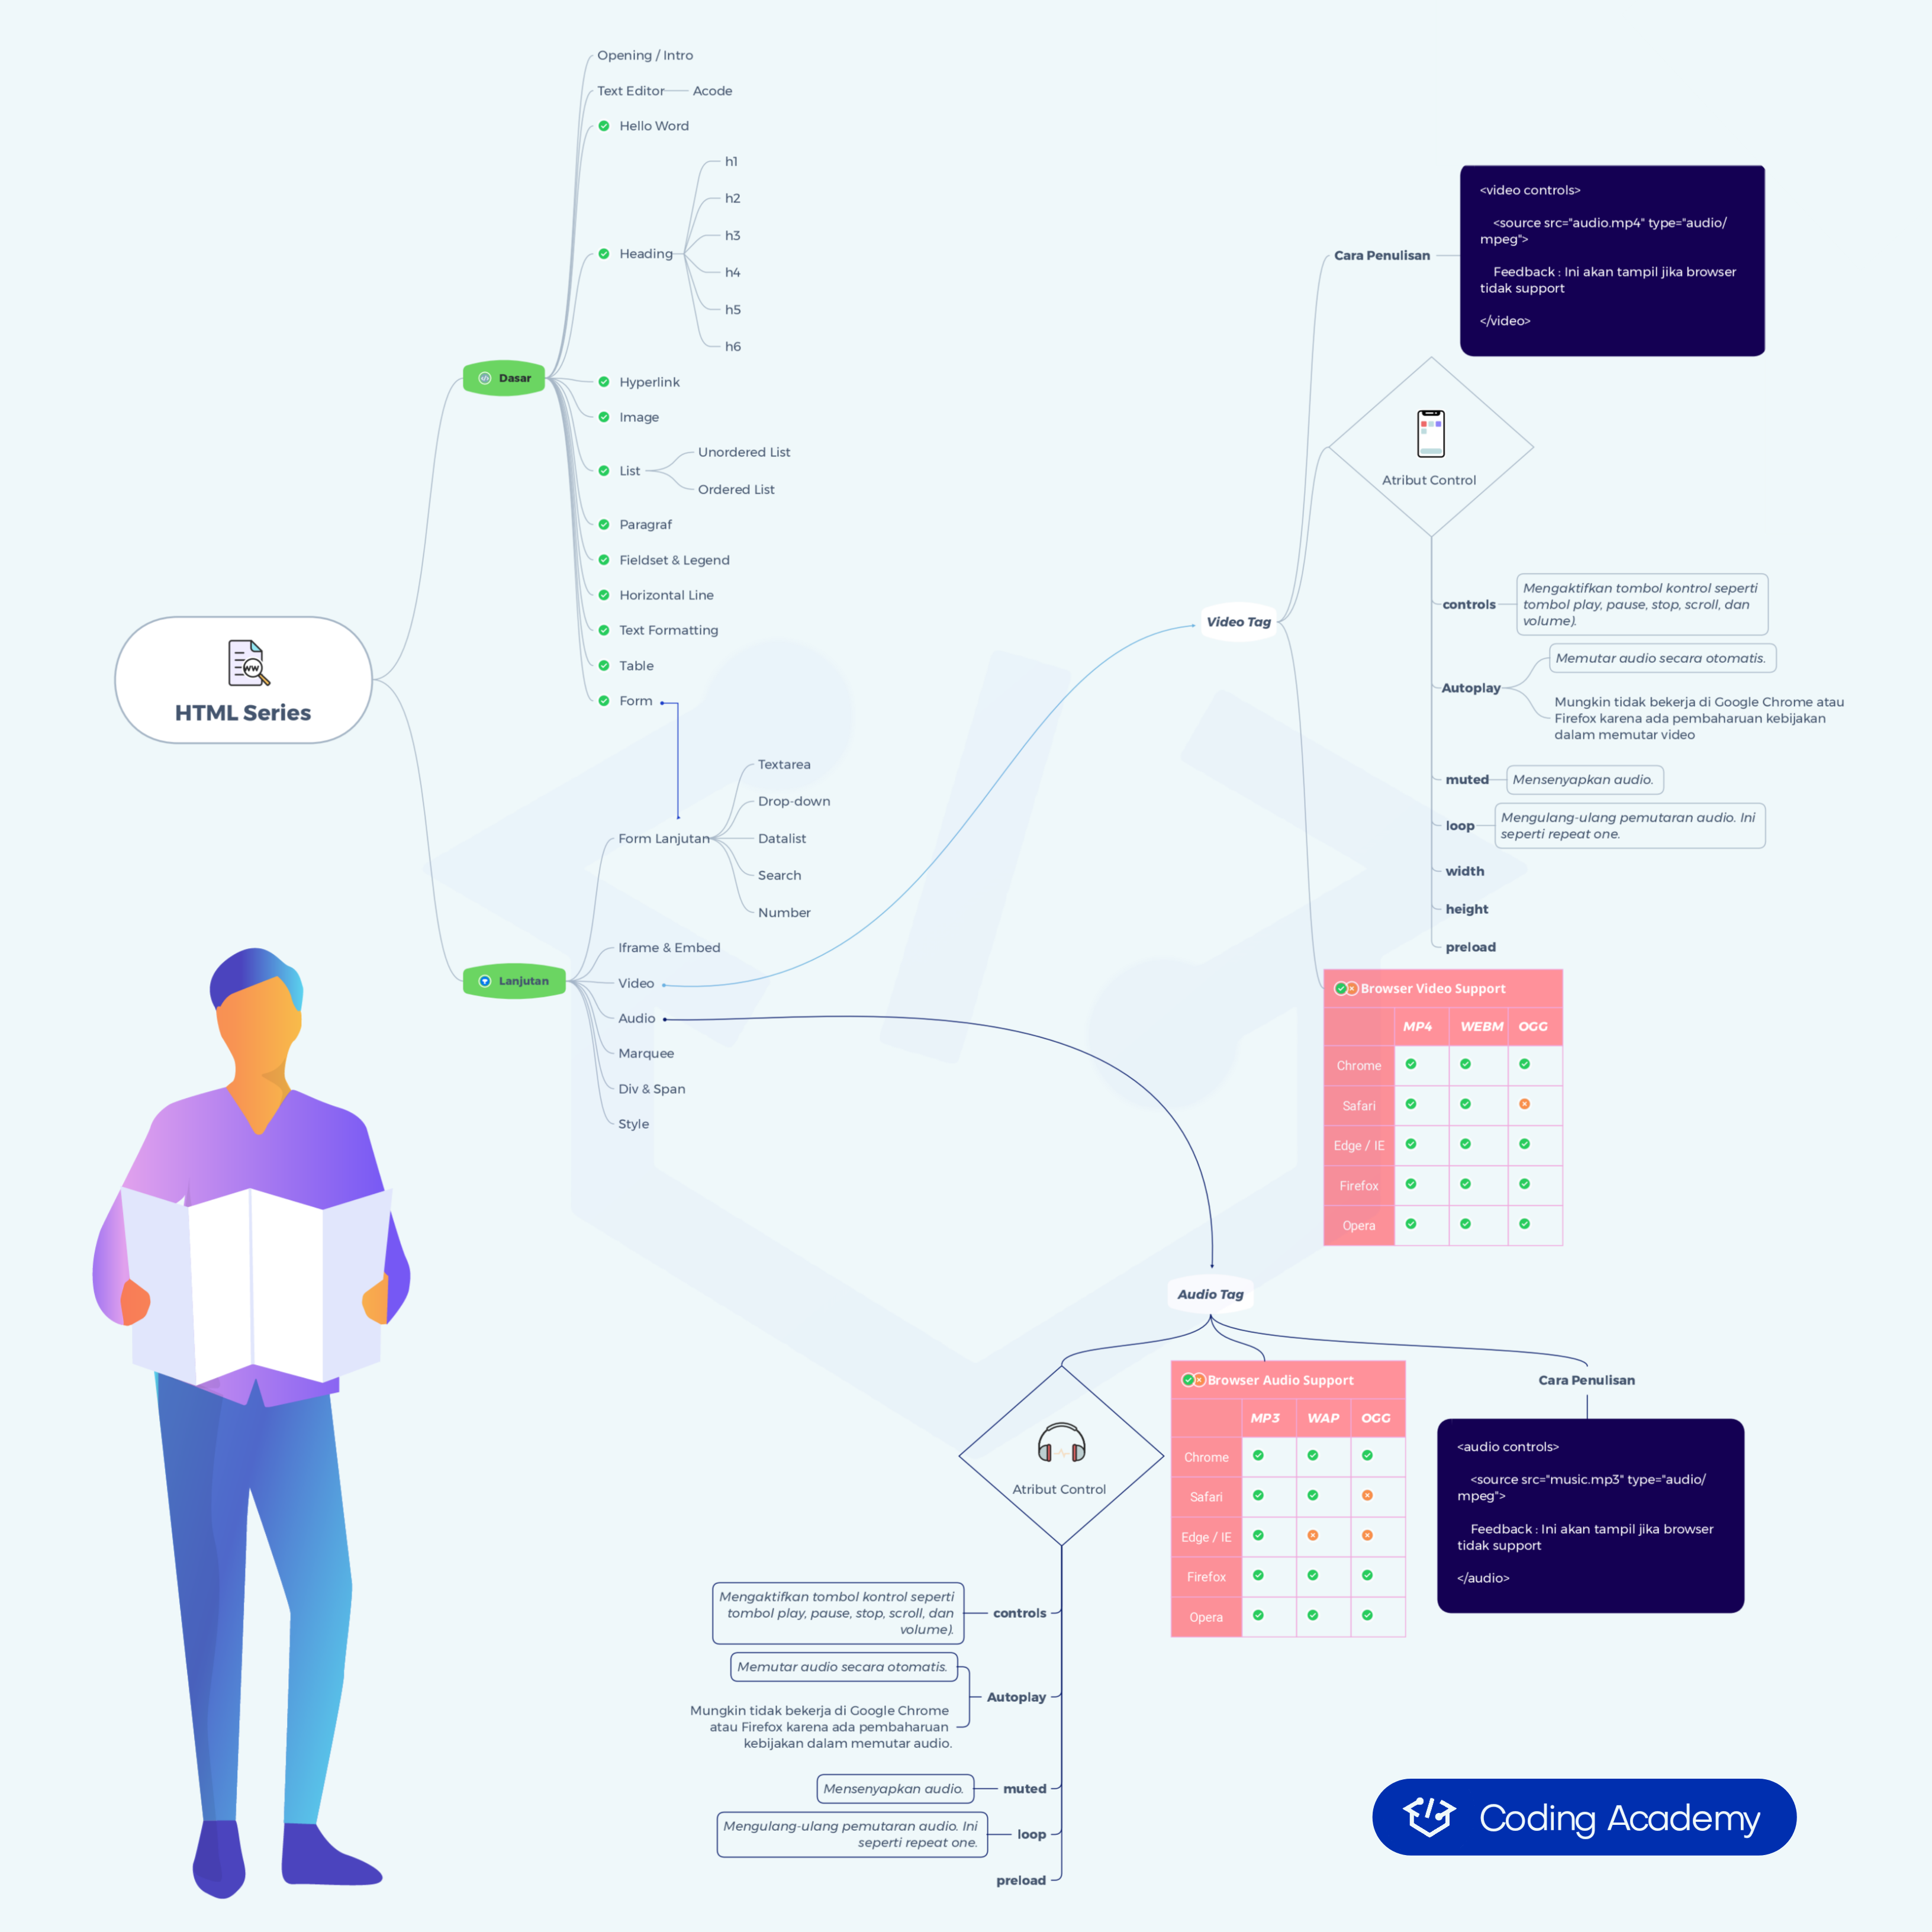 HTML Series
Dasar
Opening / Intro
Text Editor
Acode
Hello Word
Heading
h1
h2
h3
h4
h5
h6
Hyperlink
Image
List
Unordered List
Ordered List
Paragraf
Fieldset & Legend
Horizontal Line
Text Formatting
Table
Form
Lanjutan
Form Lanjutan
Textarea
Drop-down
Datalist
Search
Number
Iframe & Embed
Video
Audio
Marquee
Div & Span
Style
Video Tag
Cara Penulisan
<video controls>
<source src="audio.mp4" type="audio/
mpeg">
Feedback : Ini akan tampil jika browser
tidak support
</video>
Atribut Control
controls
Mengaktifkan tombol kontrol seperti
tombol play, pause, stop, scroll, dan
volume).
Autoplay
Memutar audio secara otomatis.
Mungkin tidak bekerja di Google Chrome atau
Firefox karena ada pembaharuan kebijakan
dalam memutar video
muted
Mensenyapkan audio.
loop
Mengulang-ulang pemutaran audio. Ini
seperti repeat one.
width
height
preload
Browser Video Support
MP4 WEBM OGG
Chrome
Safari
Edge / IE
Firefox
Opera
Audio Tag
Atribut Control
controls
Mengaktifkan tombol kontrol seperti
tombol play, pause, stop, scroll, dan
volume).
Autoplay
Memutar audio secara otomatis.
Mungkin tidak bekerja di Google Chrome
atau Firefox karena ada pembaharuan
kebijakan dalam memutar audio.
muted
Mensenyapkan audio.
loop
Mengulang-ulang pemutaran audio. Ini
seperti repeat one.
preload
Browser Audio Support
MP3 WAP OGG
Chrome
Safari
Edge / IE
Firefox
Opera
Cara Penulisan
<audio controls>
<source src="music.mp3" type="audio/
mpeg">
Feedback : Ini akan tampil jika browser
tidak support
</audio>
Coding Academy
WW